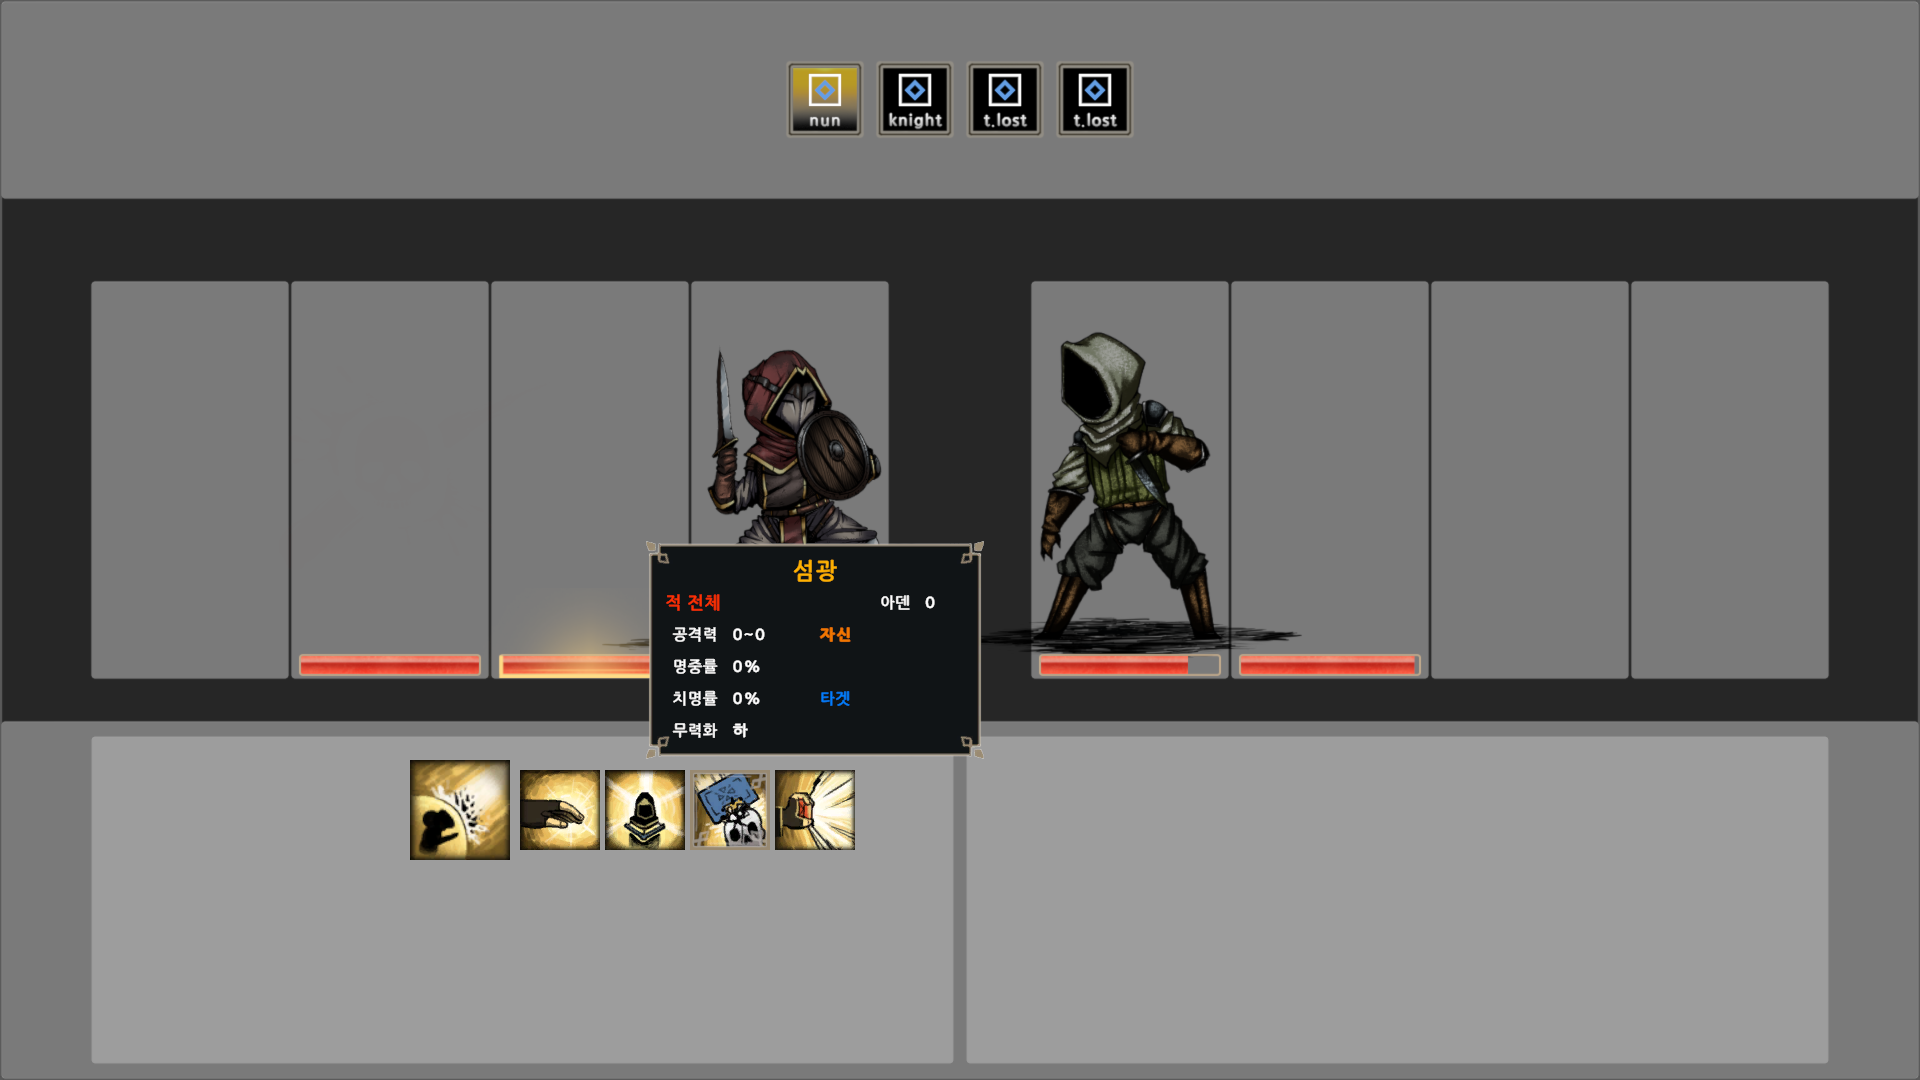 nun
knight
t.lost
t.lost
섬광
적 전체 아덴 0
공격력 0~0 자신
명중률 0%
치명률 0% 타겟
무력화 하